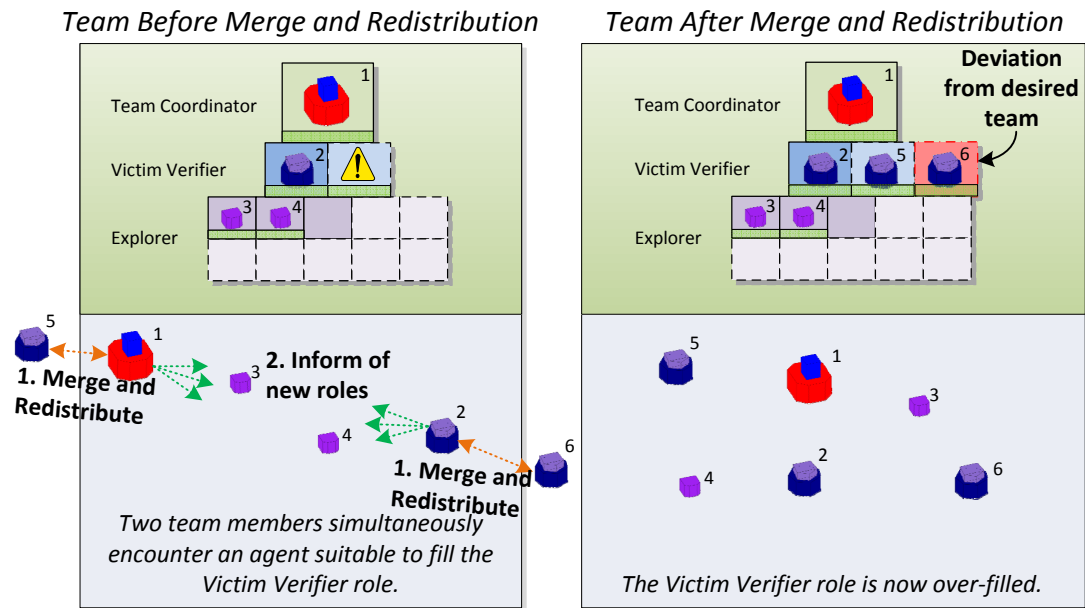 Team Before Merge and Redistribution
1
Team Coordinator
2
Victim Verifier
3
4
Explorer
5
1
1. Merge and
Redistribute
3
2. Inform of
new roles
4
2
6
1. Merge and
Redistribute
Two team members simultaneously
encounter an agent suitable to fill the
Victim Verifier role.
Team After Merge and Redistribution
1
Deviation
from desired
team
Team Coordinator
2
5
6
Victim Verifier
3
4
Explorer
5
1
3
4
2
6
The Victim Verifier role is now over-filled.